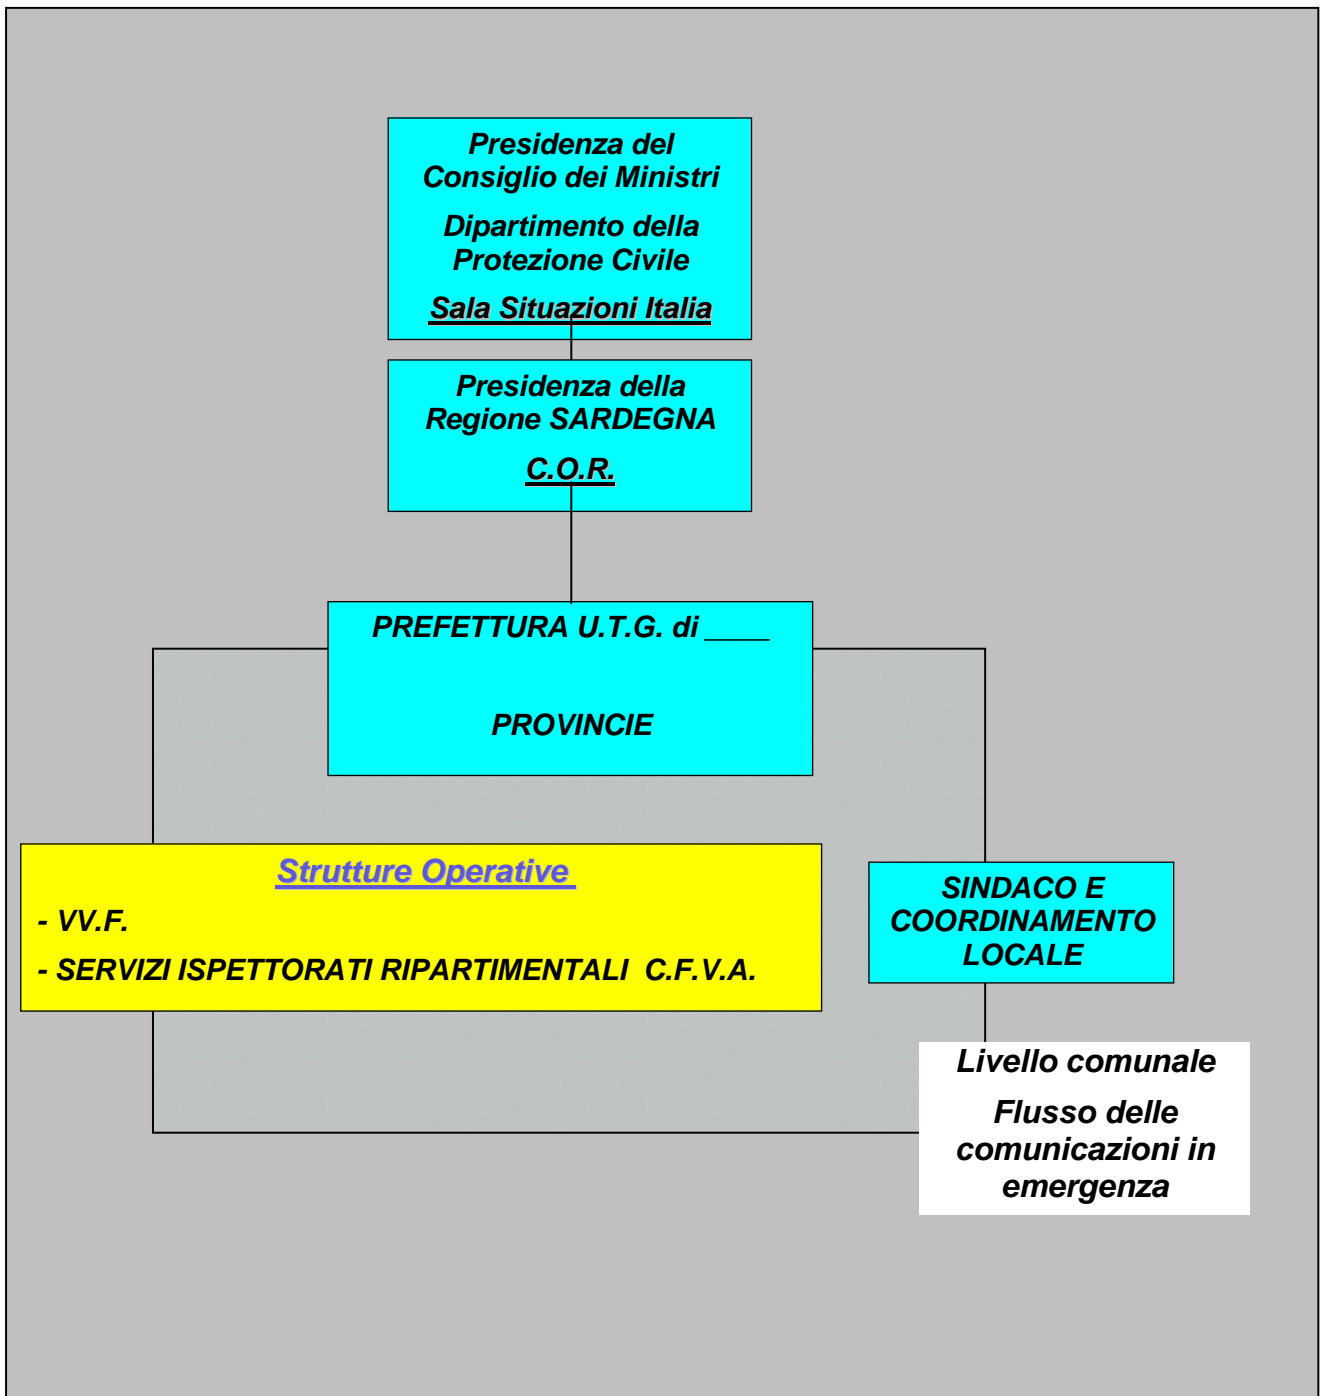 Presidenza del
Consiglio dei Ministri
Dipartimento della
Protezione Civile
Sala Situazioni Italia
Presidenza della
Regione SARDEGNA
C.O.R.
PREFETTURA U.T.G. di ____
PROVINCIE
Strutture Operative
- VV.F.
- SERVIZI ISPETTORATI RIPARTIMENTALI C.F.V.A.
SINDACO E
COORDINAMENTO
LOCALE
Livello comunale
Flusso delle
comunicazioni in
emergenza